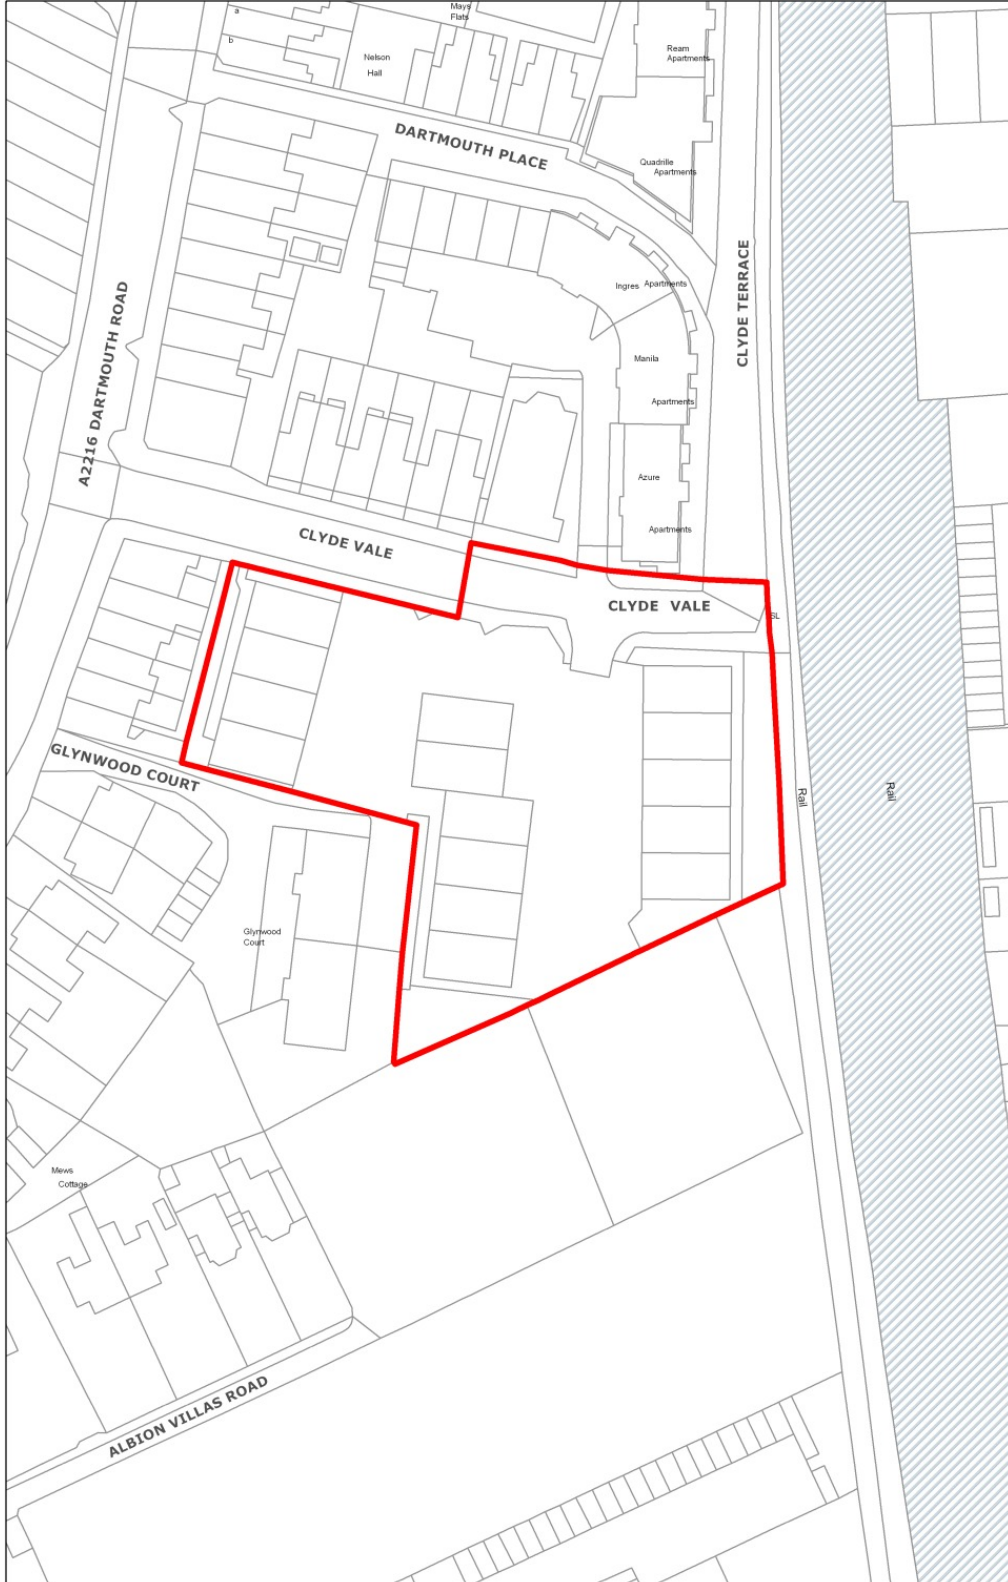 a
b
Mays
Flats
Nelson
Hall
Ream
Apartments
DARTMOUTH PLACE
Quadrille
Apartments
CLYDE TERRACE
Ingres Apartments
A2216 DARTMOUTH ROAD
Manila
Apartments
Azure
Apartments
CLYDE VALE
CLYDE VALE
SL
GLYNWOOD COURT
Rail
Rail
Glynwood
Court
Mews
Cottage
ALBION VILLAS ROAD